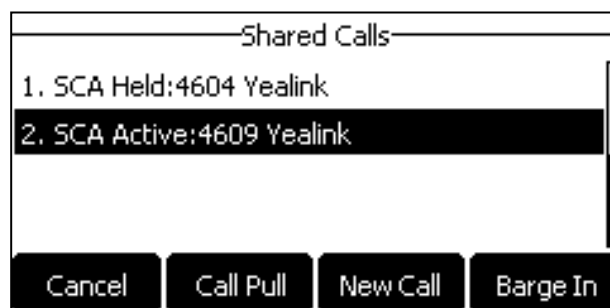 Shared Calls
1. SCA Held:4604 Yealink
2. SCA Active:4609 Yealink
Cancel Call Pull New Call Barge In